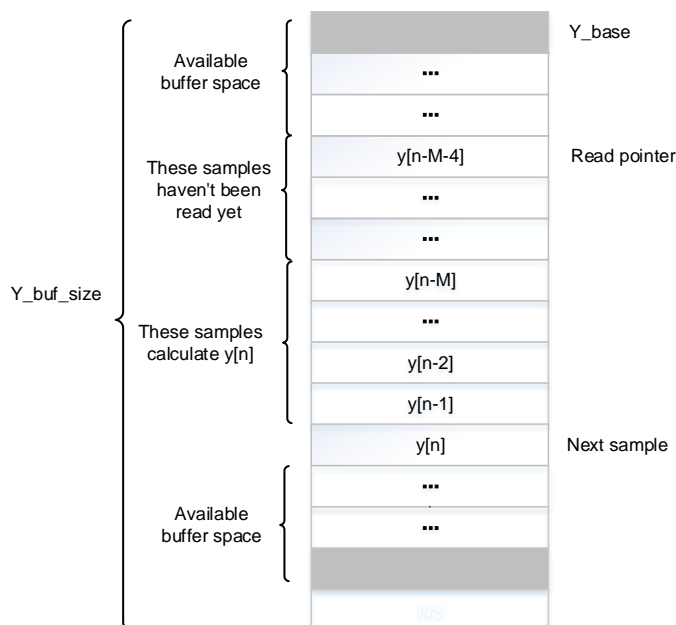 Y_base
Available
buffer space
...
...
y[n-M-4]
Read pointer
These samples
haven't been
read yet
...
...
y[n-M]
Y_buf_size
These samples
calculate y[n]
...
y[n-2]
y[n-1]
y[n]
Next sample
...
Available
buffer space
...